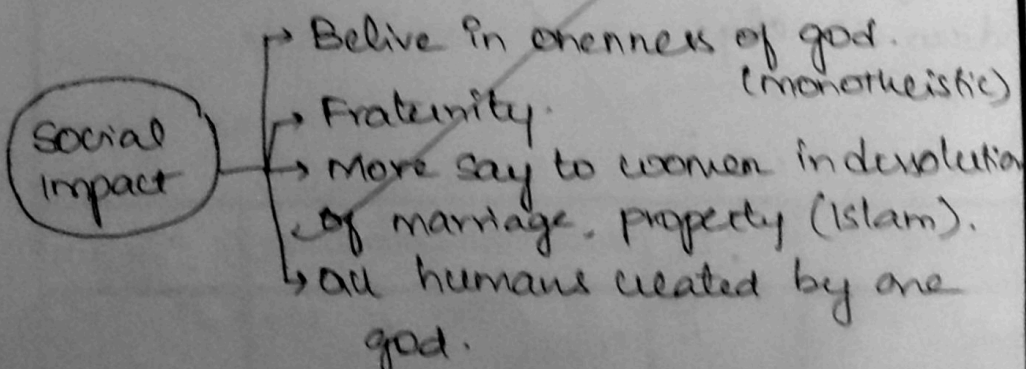 Social
impact
→ Belive in onenness of god.
(monotheistic)
→ Fraternity.
→ More say to women in devolution
of marriage. property (Islam).
↳ all humans created by one
god.